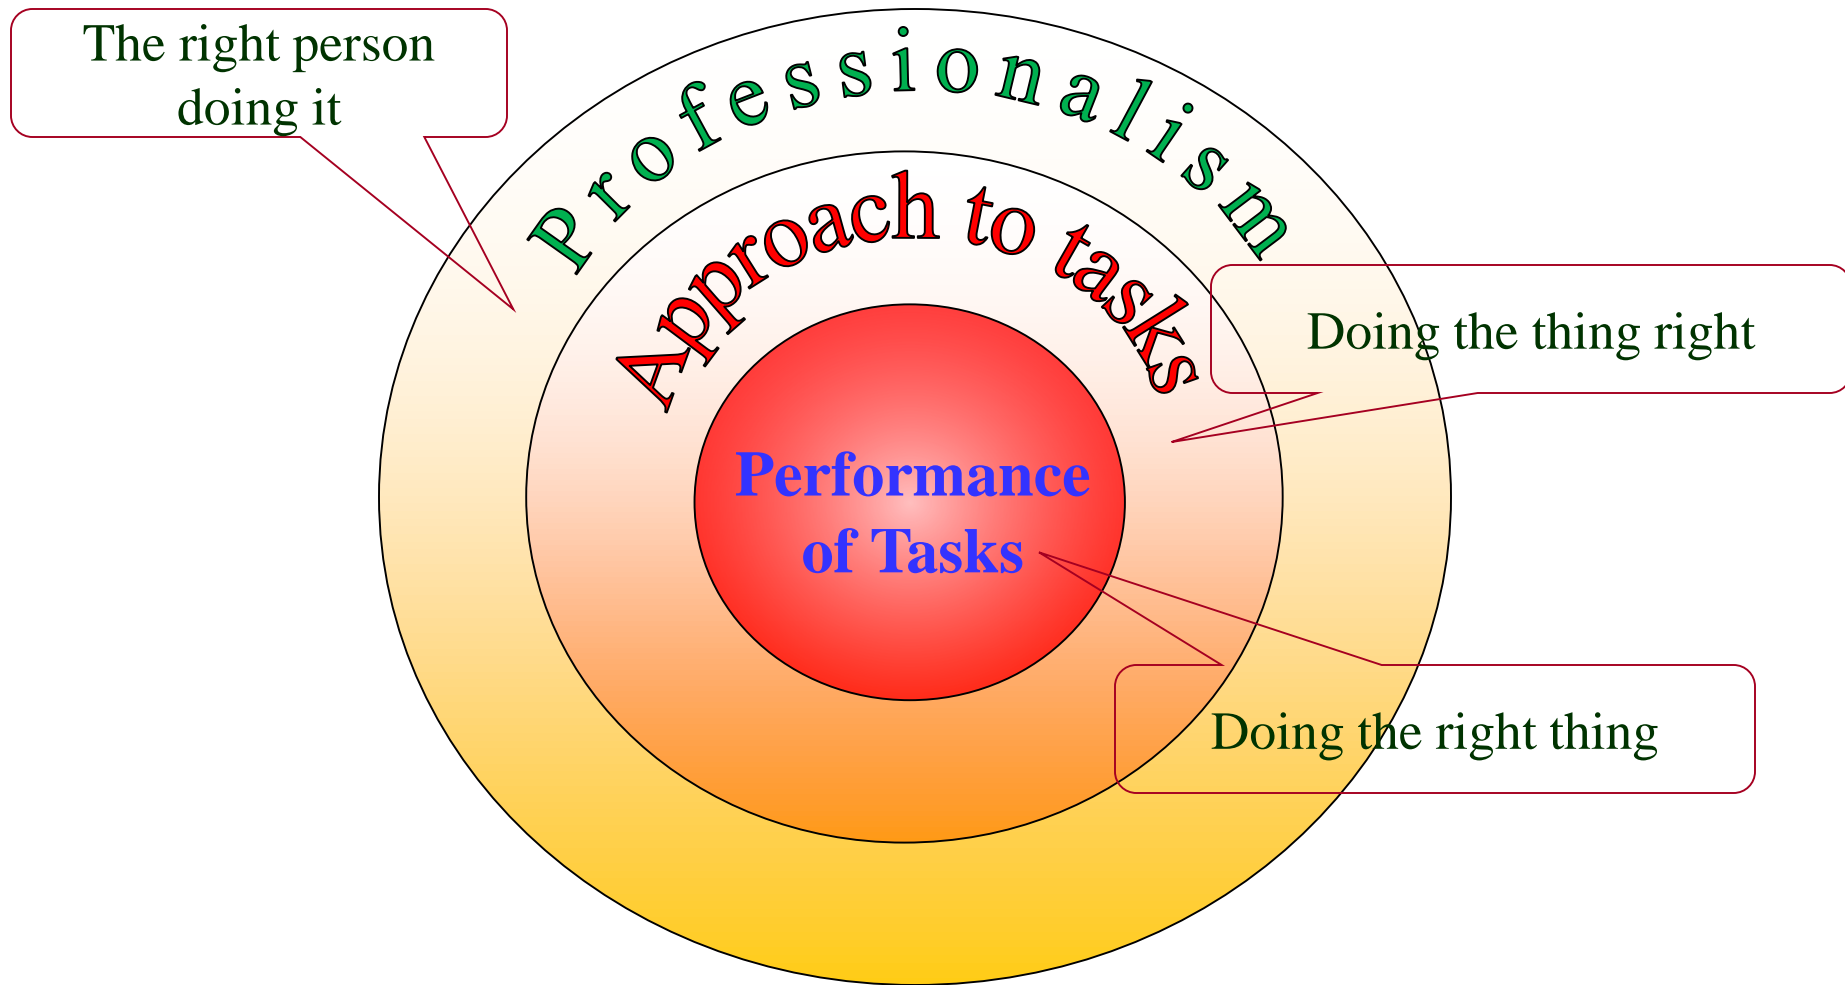 The right person
doing it
Professionalism
Approach to tasks
Doing the thing right
Performance
of Tasks
Doing the right thing